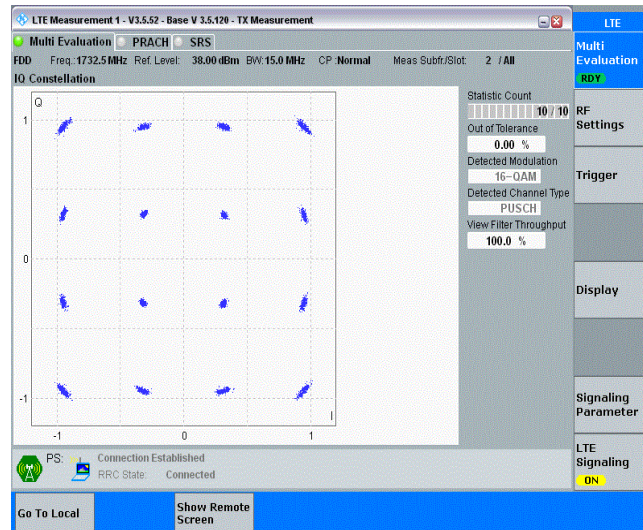 LTE Measurement 1 - V3.5.52 - Base V 3.5.120 - TX Measurement
LTE
Multi Evaluation PRACH SRS
Multi
Evaluation
RDY
FDD Freq.:1732.5 MHz Ref. Level: 38.00 dBm BW:15.0 MHz CP :Normal Meas Subfr./Slot: 2 / All
IQ Constellation
Q
1
0
-1
-1 0 1
I
Statistic Count
10 / 10
Out of Tolerance
0.00 %
Detected Modulation
16-QAM
Detected Channel Type
PUSCH
View Filter Throughput
100.0 %
RF
Settings
Trigger
Display
Signaling
Parameter
LTE
Signaling
ON
PS: Connection Established
RRC State: Connected
Go To Local
Show Remote
Screen